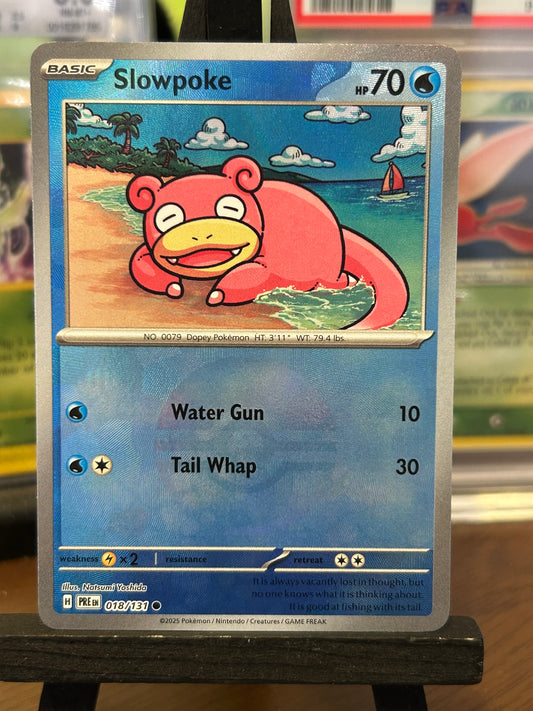 BASIC Slowpoke HP 70
NO. 0079 Dopey Pokémon HT: 3'11" WT: 79.4 lbs.
Water Gun 10
Tail Whap 30
weakness ×2 resistance retreat
Illus. Natsumi Yoshida
It is always vacantly lost in thought, but
no one knows what it is thinking about.
It is good at fishing with its tail.
H PRE EN 018/131
©2025 Pokémon / Nintendo / Creatures / GAME FREAK
PSA